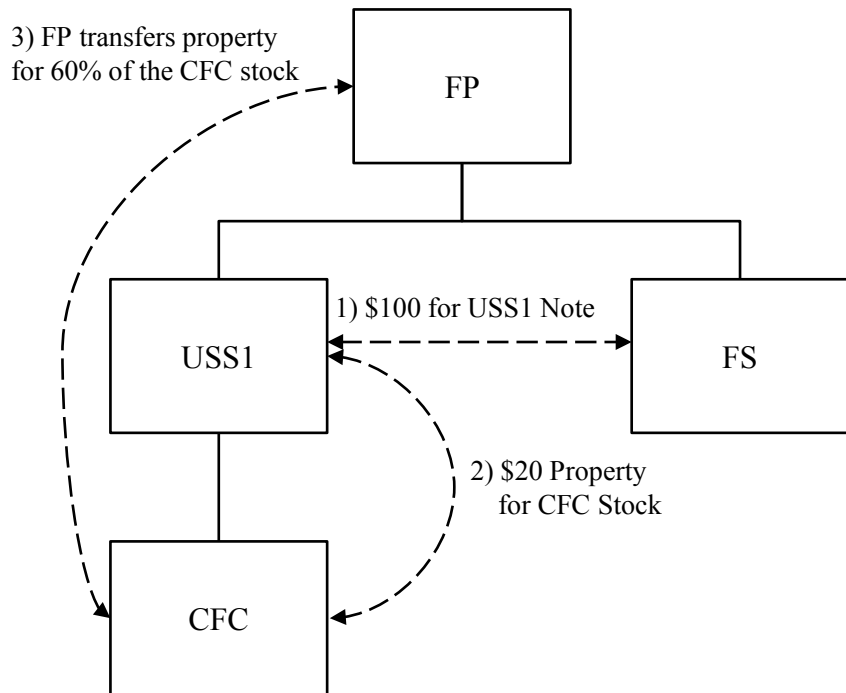 3) FP transfers property
for 60% of the CFC stock
FP
1) $100 for USS1 Note
USS1
FS
2) $20 Property
for CFC Stock
CFC